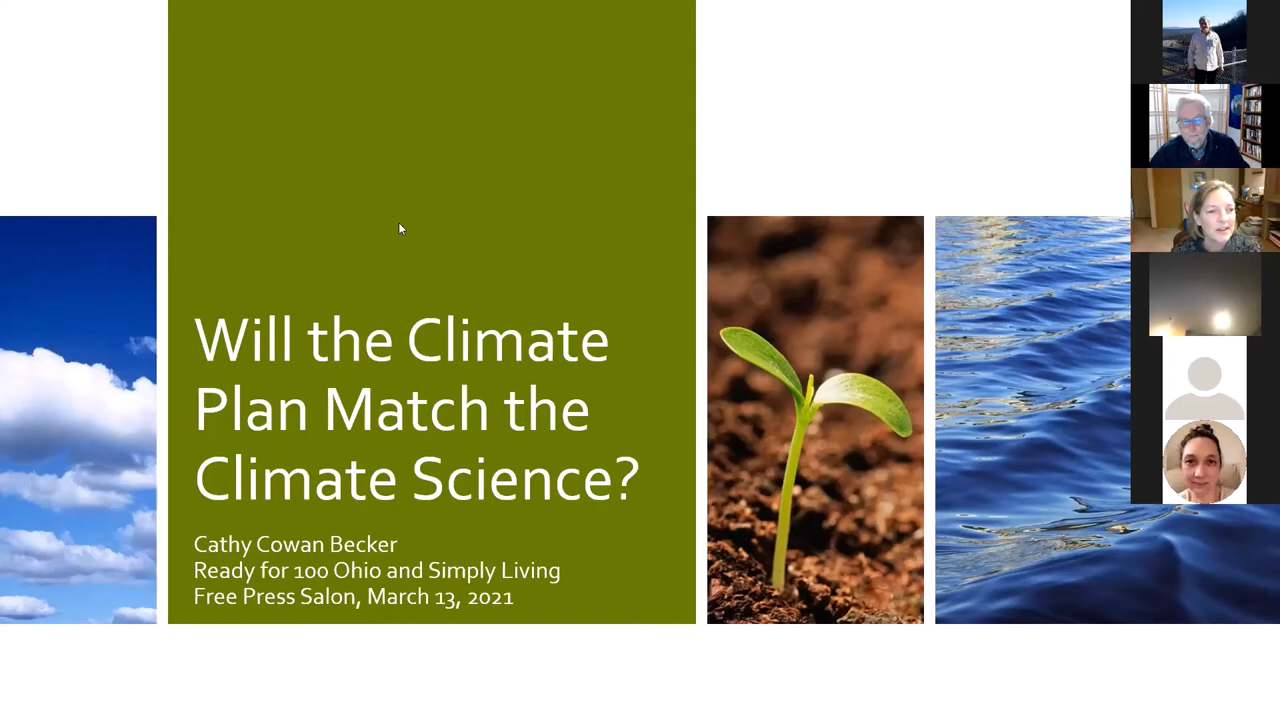 Will the Climate
Plan Match the
Climate Science?
Cathy Cowan Becker
Ready for 100 Ohio and Simply Living
Free Press Salon, March 13, 2021